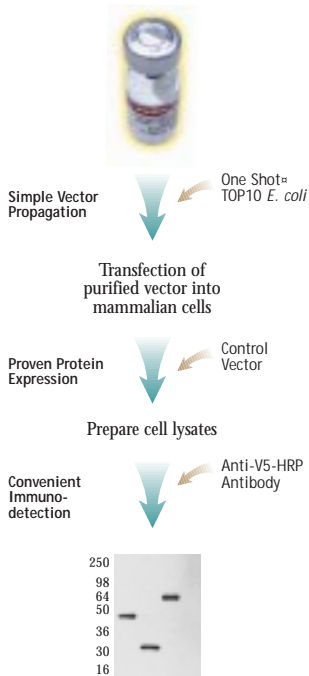 Simple Vector
Propagation
One Shot¤
TOP10 E. coli
Transfection of
purified vector into
mammalian cells
Proven Protein
Expression
Control
Vector
Prepare cell lysates
Convenient
Immuno-
detection
Anti-V5-HRP
Antibody
250
98
64
50
36
30
16